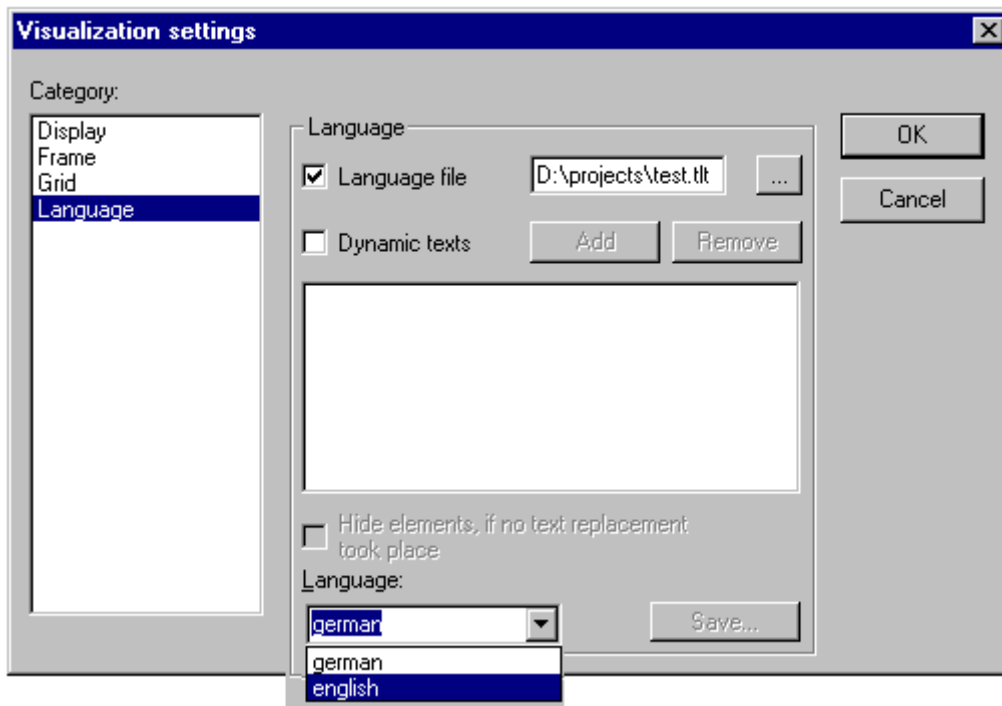 Visualization settings
Category:
Display
Frame
Grid
Language
Language
Language file
D:\projects\test.tlt
...
Dynamic texts
Add
Remove
Hide elements, if no text replacement
took place
Language:
german
Save...
german
english
OK
Cancel